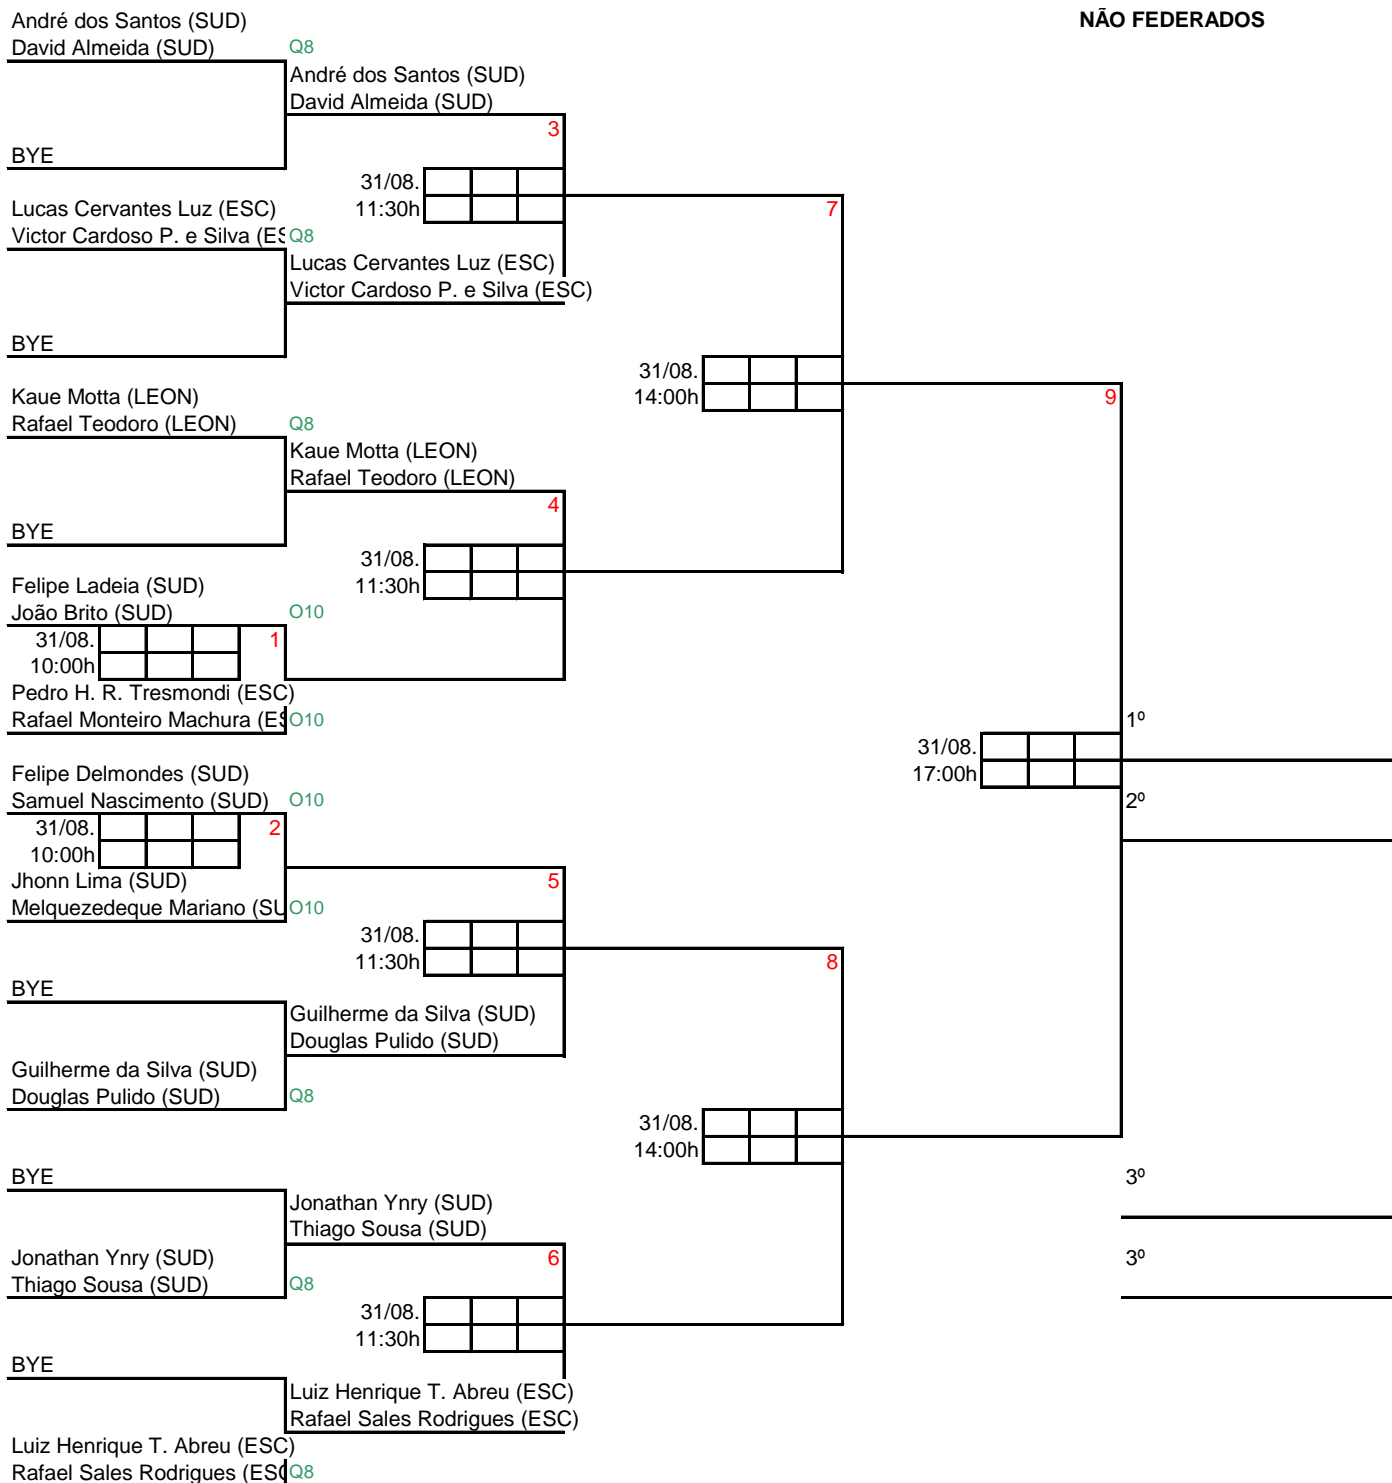 NÃO FEDERADOS
André dos Santos (SUD)
David Almeida (SUD) Q8
André dos Santos (SUD)
David Almeida (SUD)
3
BYE
31/08.
11:30h
7
Lucas Cervantes Luz (ESC)
Victor Cardoso P. e Silva (ES Q8
Lucas Cervantes Luz (ESC)
Victor Cardoso P. e Silva (ESC)
BYE
31/08.
14:00h
9
Kaue Motta (LEON)
Rafael Teodoro (LEON) Q8
Kaue Motta (LEON)
Rafael Teodoro (LEON)
4
BYE
31/08.
11:30h
Felipe Ladeia (SUD)
João Brito (SUD) O10
31/08. 1
10:00h
Pedro H. R. Tresmondi (ESC)
Rafael Monteiro Machura (ES O10
1º
31/08.
17:00h
2º
Felipe Delmondes (SUD)
Samuel Nascimento (SUD) O10
31/08. 2
10:00h
Jhonn Lima (SUD)
Melquezedeque Mariano (SU O10
5
31/08.
11:30h
8
BYE
Guilherme da Silva (SUD)
Douglas Pulido (SUD)
Guilherme da Silva (SUD)
Douglas Pulido (SUD) Q8
31/08.
14:00h
BYE
3º
Jonathan Ynry (SUD)
Thiago Sousa (SUD)
Jonathan Ynry (SUD)
Thiago Sousa (SUD) Q8
6
3º
31/08.
11:30h
BYE
Luiz Henrique T. Abreu (ESC)
Rafael Sales Rodrigues (ESC)
Luiz Henrique T. Abreu (ESC)
Rafael Sales Rodrigues (ESC Q8